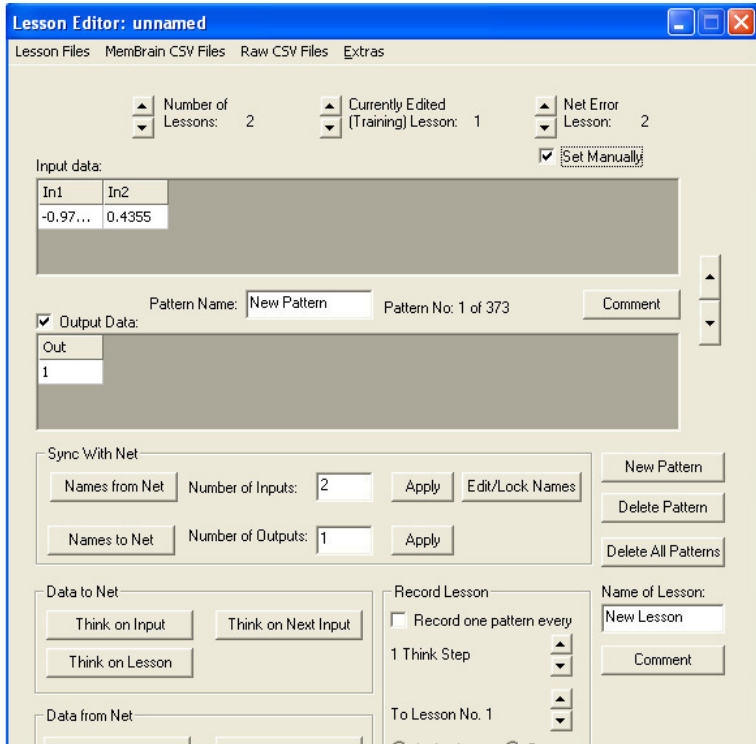 Lesson Editor: unnamed
Lesson Files MemBrain CSV Files Raw CSV Files Extras
Number of Lessons: 2
Currently Edited (Training) Lesson: 1
Net Error Lesson: 2
Set Manually
Input data:
In1 In2
-0.97... 0.4355
Pattern Name: New Pattern Pattern No: 1 of 373 Comment
Output Data:
Out
1
Sync With Net
Names from Net Number of Inputs: 2 Apply Edit/Lock Names
Names to Net Number of Outputs: 1 Apply
New Pattern
Delete Pattern
Delete All Patterns
Data to Net
Think on Input Think on Next Input
Think on Lesson
Record Lesson
Record one pattern every
1 Think Step
To Lesson No. 1
Name of Lesson:
New Lesson
Comment
Data from Net